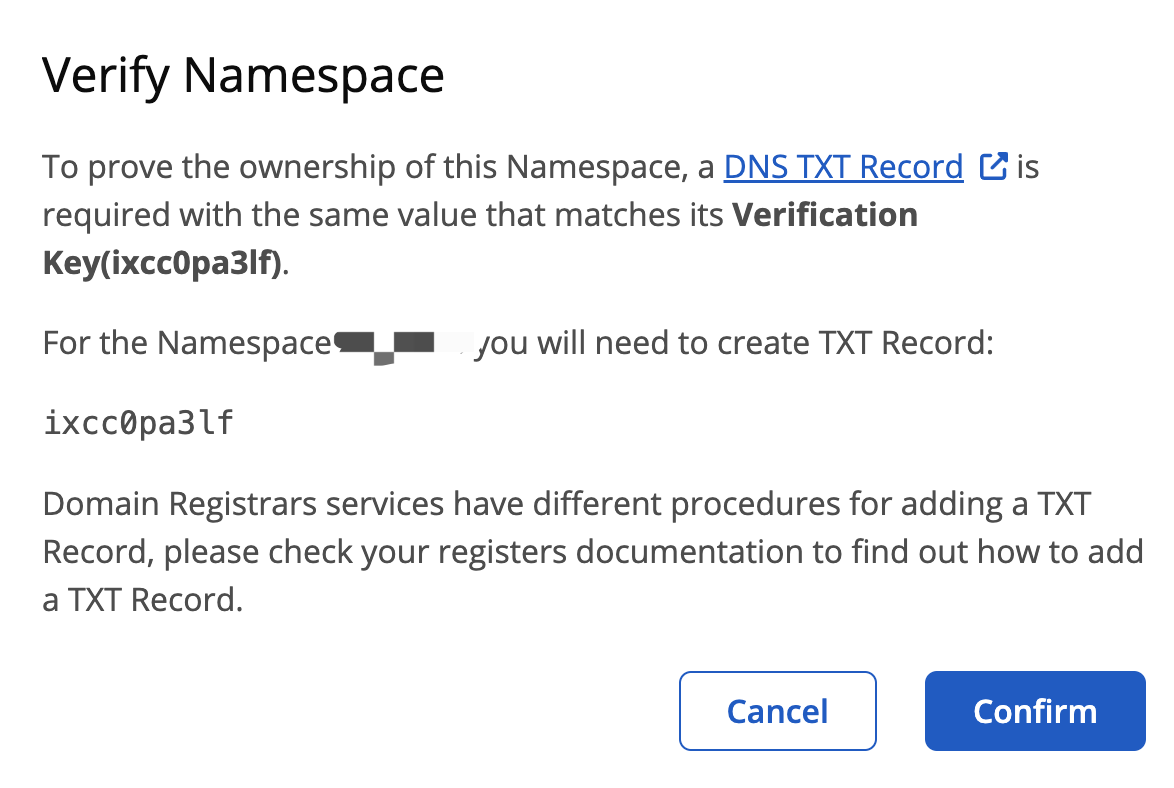 Verify Namespace
To prove the ownership of this Namespace, a DNS TXT Record is
required with the same value that matches its Verification
Key(ixcc0pa3lf).
For the Namespace you will need to create TXT Record:
ixcc0pa3lf
Domain Registrars services have different procedures for adding a TXT
Record, please check your registers documentation to find out how to add
a TXT Record.
Cancel
Confirm